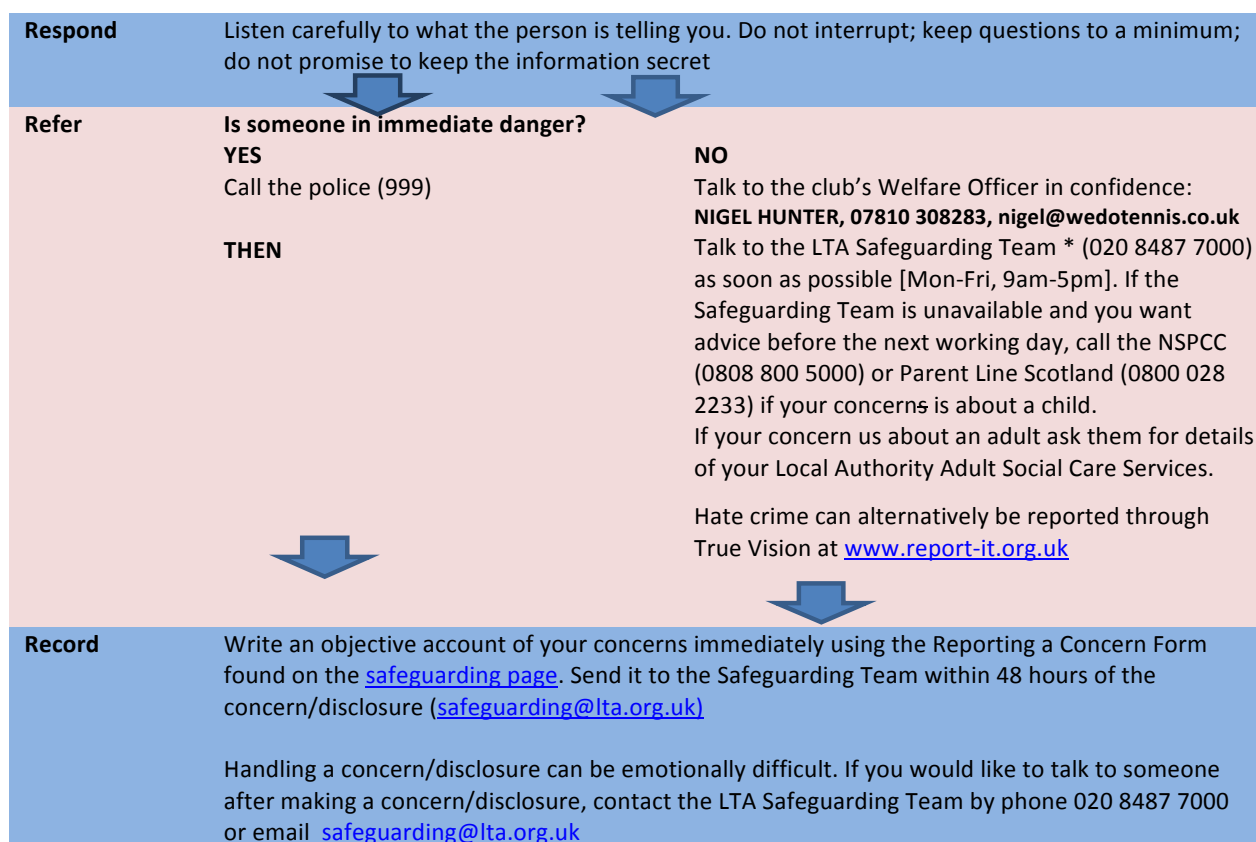 Respond
Listen carefully to what the person is telling you. Do not interrupt; keep questions to a minimum;
do not promise to keep the information secret
Refer
Is someone in immediate danger?
YES
Call the police (999)
THEN
NO
Talk to the club’s Welfare Officer in confidence:
NIGEL HUNTER, 07810 308283, nigel@wedotennis.co.uk
Talk to the LTA Safeguarding Team * (020 8487 7000)
as soon as possible [Mon-Fri, 9am-5pm]. If the
Safeguarding Team is unavailable and you want
advice before the next working day, call the NSPCC
(0808 800 5000) or Parent Line Scotland (0800 028
2233) if your concerns is about a child.
If your concern us about an adult ask them for details
of your Local Authority Adult Social Care Services.
Hate crime can alternatively be reported through
True Vision at www.report-it.org.uk
Record
Write an objective account of your concerns immediately using the Reporting a Concern Form
found on the safeguarding page. Send it to the Safeguarding Team within 48 hours of the
concern/disclosure (safeguarding@lta.org.uk)
Handling a concern/disclosure can be emotionally difficult. If you would like to talk to someone
after making a concern/disclosure, contact the LTA Safeguarding Team by phone 020 8487 7000
or email safeguarding@lta.org.uk